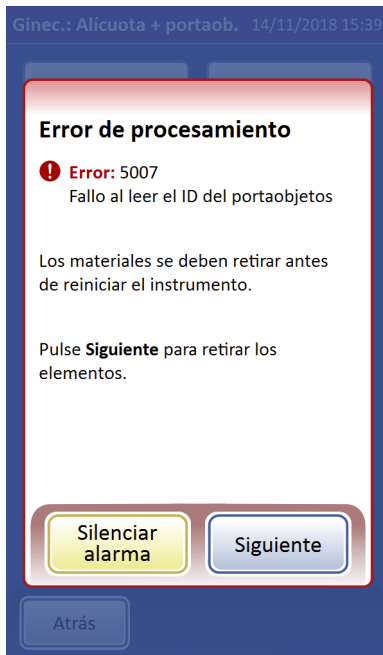 Ginec.: Alícuota + portaob. 14/11/2018 15:39
Error de procesamiento
Error: 5007
Fallo al leer el ID del portaobjetos
Los materiales se deben retirar antes
de reiniciar el instrumento.
Pulse Siguiente para retirar los
elementos.
Silenciar
alarma
Siguiente
Atrás